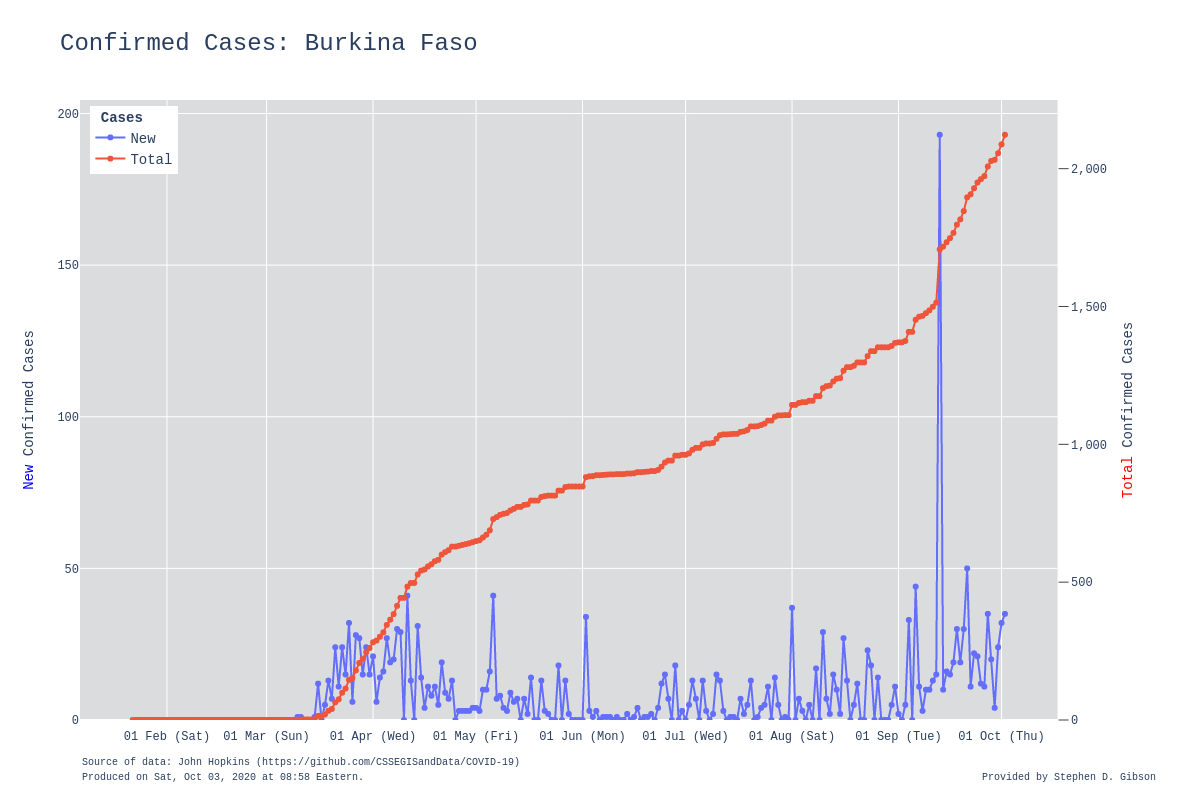 Confirmed Cases: Burkina Faso
Cases
New
Total
200
150
100
50
0
2,000
1,500
1,000
500
0
New Confirmed Cases
Total Confirmed Cases
01 Feb (Sat) 01 Mar (Sun) 01 Apr (Wed) 01 May (Fri) 01 Jun (Mon) 01 Jul (Wed) 01 Aug (Sat) 01 Sep (Tue) 01 Oct (Thu)
Source of data: John Hopkins (https://github.com/CSSEGISandData/COVID-19)
Produced on Sat, Oct 03, 2020 at 08:58 Eastern.
Provided by Stephen D. Gibson